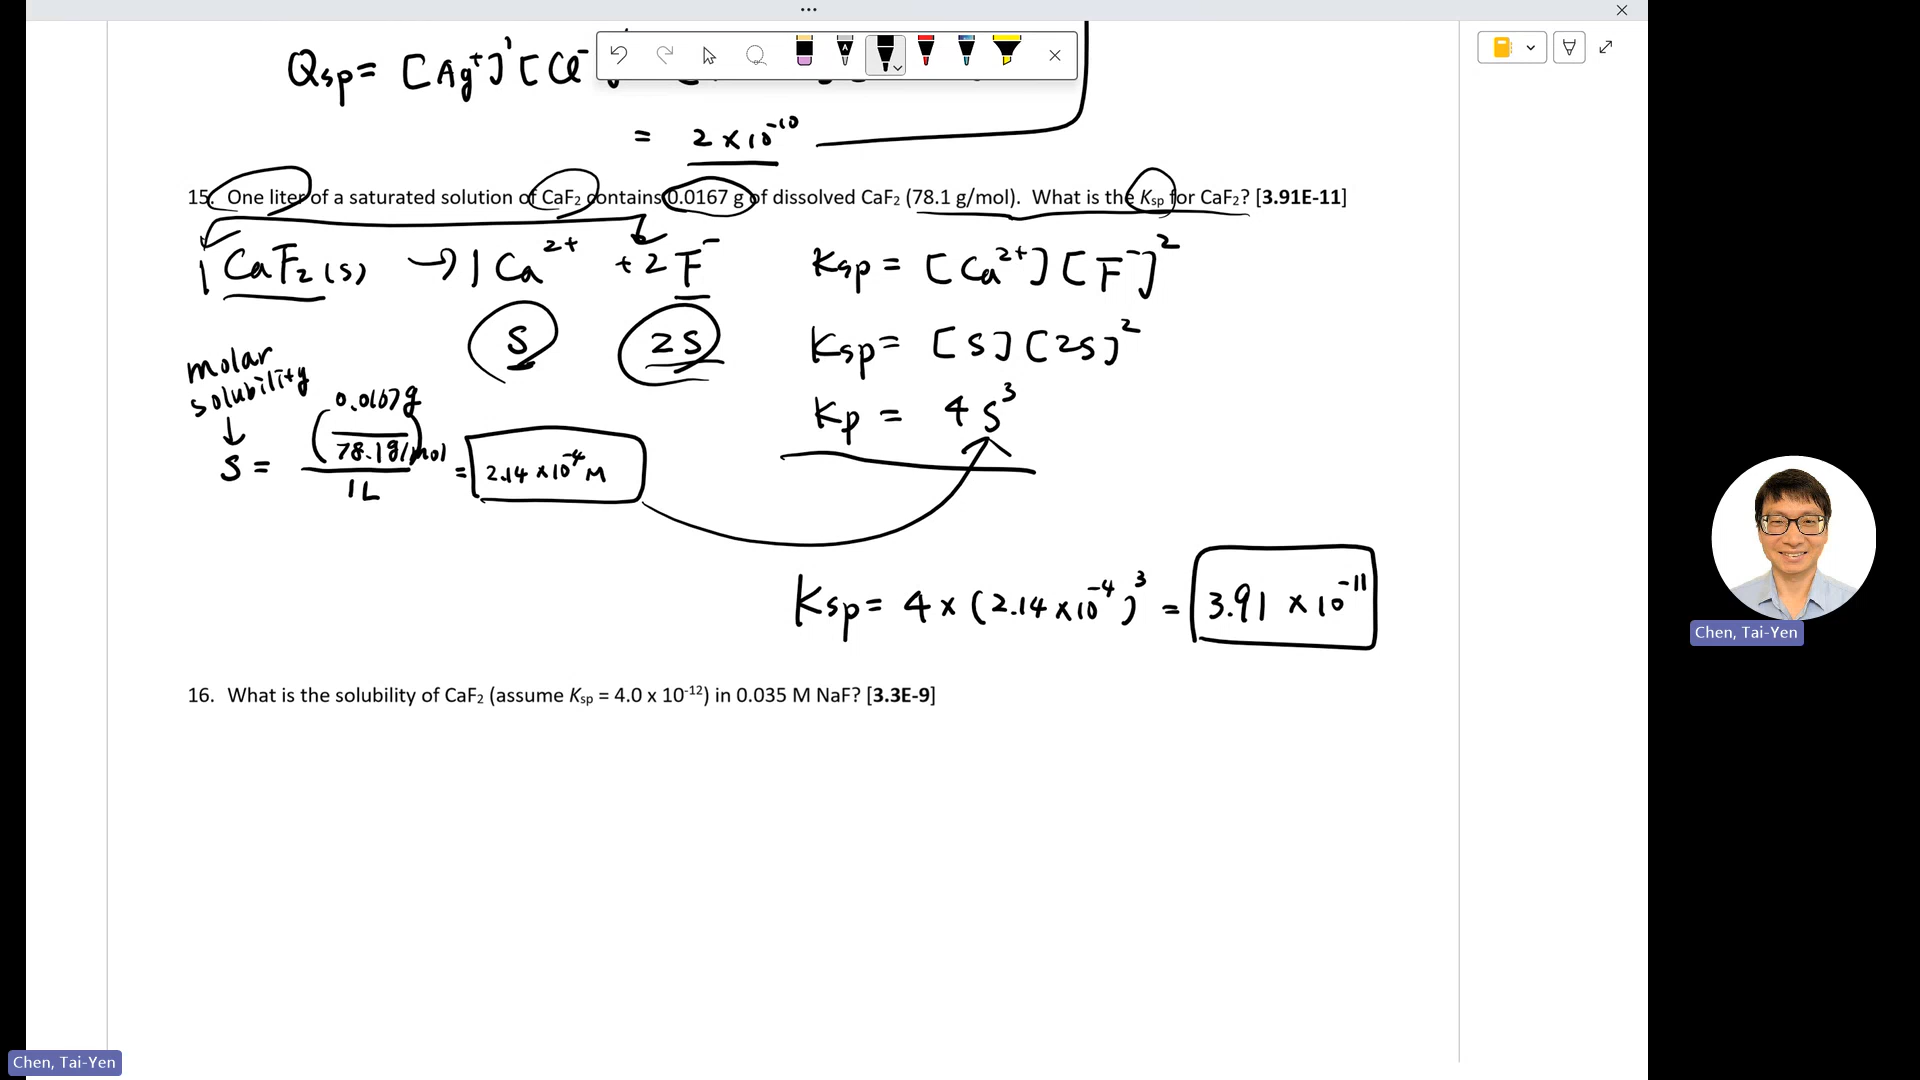 Qsp = [Ag⁺]¹[Cl⁻
= 2 × 10⁻¹⁰
15. One liter of a saturated solution of CaF₂ contains 0.0167 g of dissolved CaF₂ (78.1 g/mol). What is the Ksp for CaF₂? [3.91E-11]
1 CaF₂(s) → 1 Ca²⁺ + 2 F⁻
Ksp = [Ca²⁺][F⁻]²
S 2S
Ksp = [S][2S]²
molar solubility
↓
Kp = 4S³
S = (0.0167g / 78.1g/mol) / 1L = 2.14 × 10⁻⁴ M
Ksp = 4 × (2.14 × 10⁻⁴)³ = 3.91 × 10⁻¹¹
16. What is the solubility of CaF₂ (assume Ksp = 4.0 x 10⁻¹²) in 0.035 M NaF? [3.3E-9]
Chen, Tai-Yen
Chen, Tai-Yen